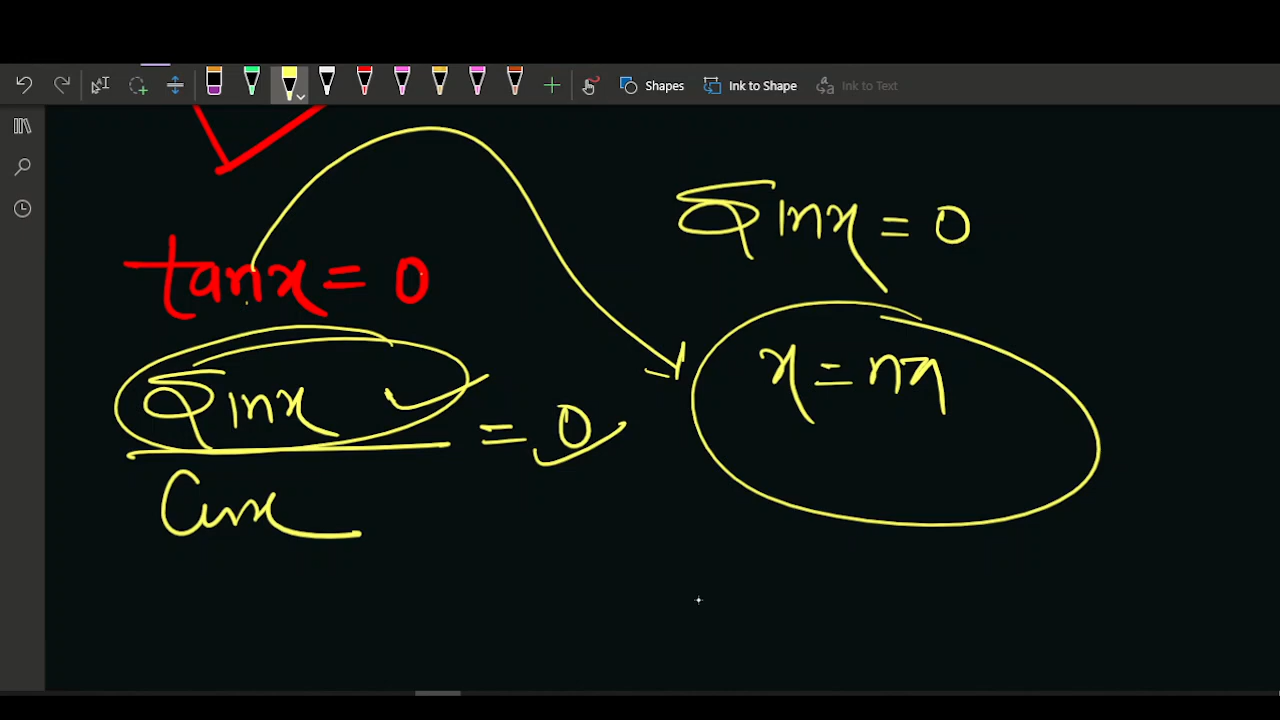 Shapes
Ink to Shape
Ink to Text
tanx = 0
sinx
cosx
= 0
sinx = 0
x = nπ